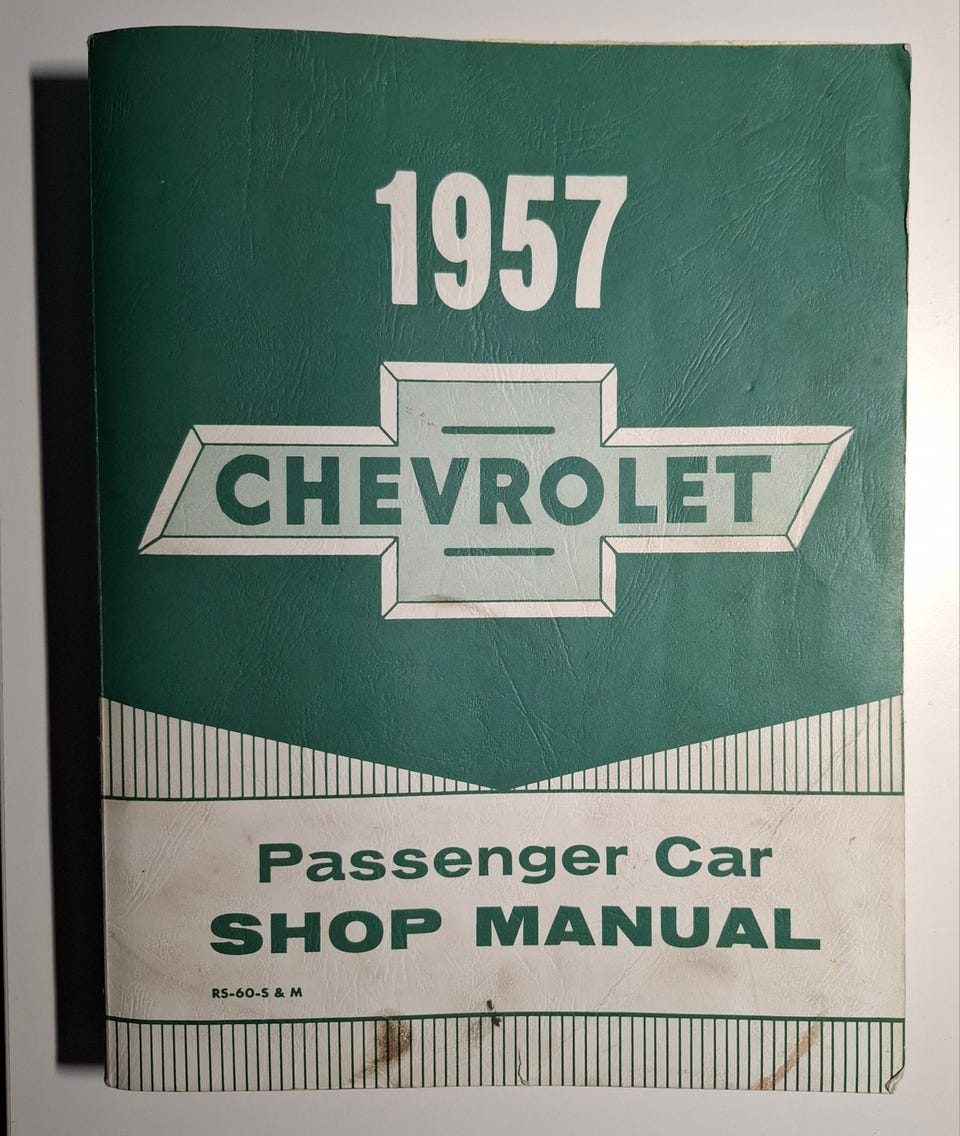 1957
CHEVROLET
Passenger Car
SHOP MANUAL
RS-60-S & M